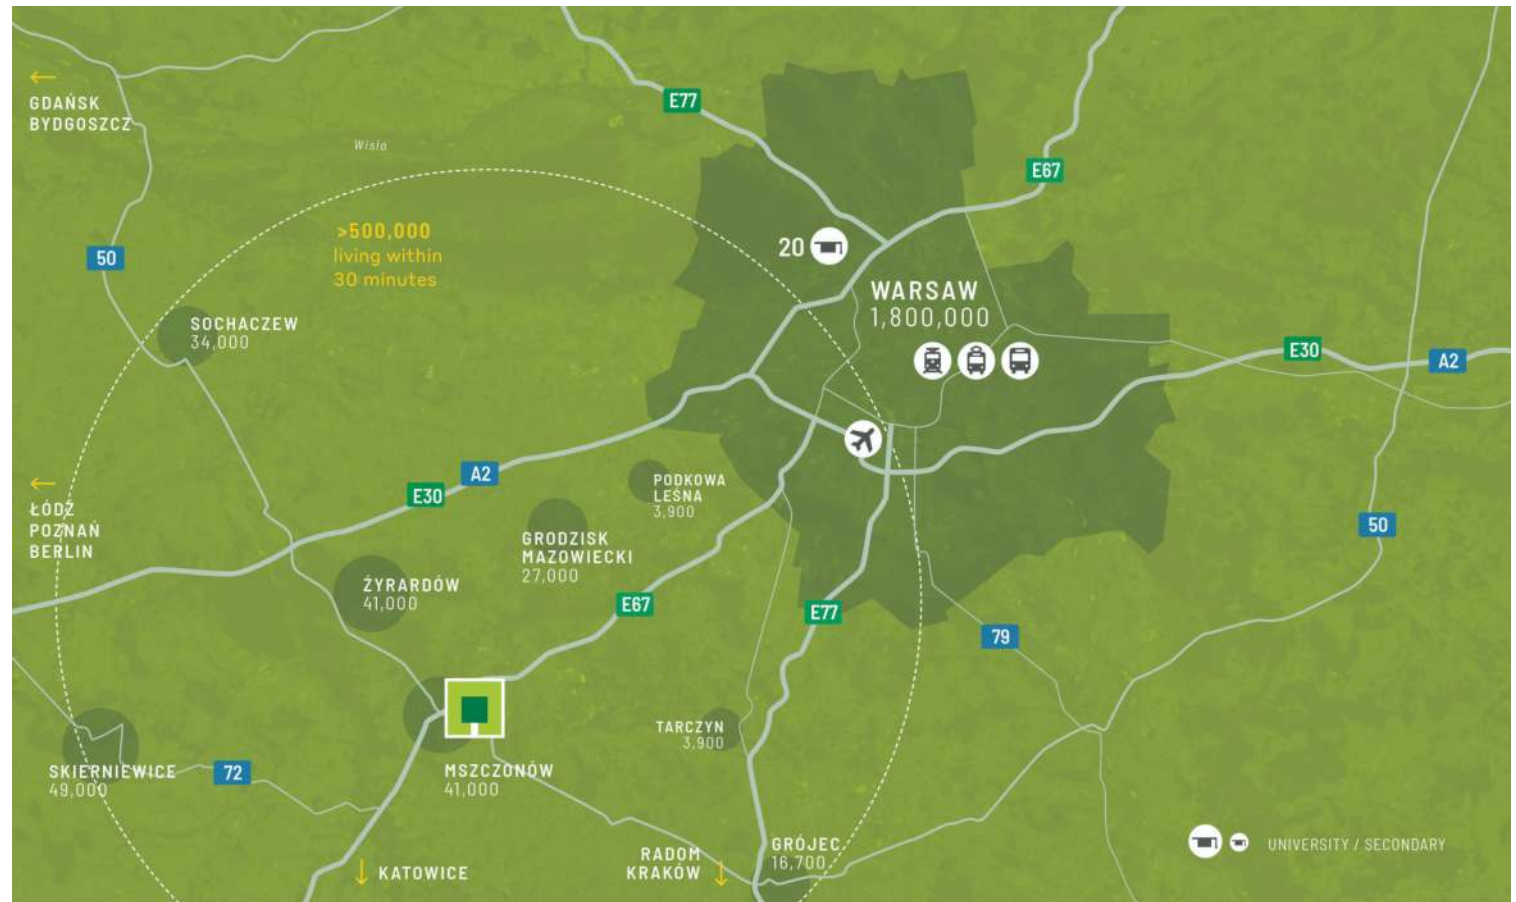 GDAŃSK
BYDGOSZCZ
E77
E67
Wisla
>500,000
living within
30 minutes
20
50
WARSAW
1,800,000
SOCHACZEW
34,000
E30
A2
A2
E30
PODKOWA
LEŚNA
3,900
ŁÓDŹ
POZNAŃ
BERLIN
GRODZISK
MAZOWIECKI
27,000
50
ŻYRARDÓW
41,000
E67
E77
79
TARCZYN
3,900
SKIERNIEWICE
49,000
72
MSZCZONÓW
41,000
KATOWICE
RADOM
KRAKÓW
GRÓJEC
16,700
UNIVERSITY / SECONDARY